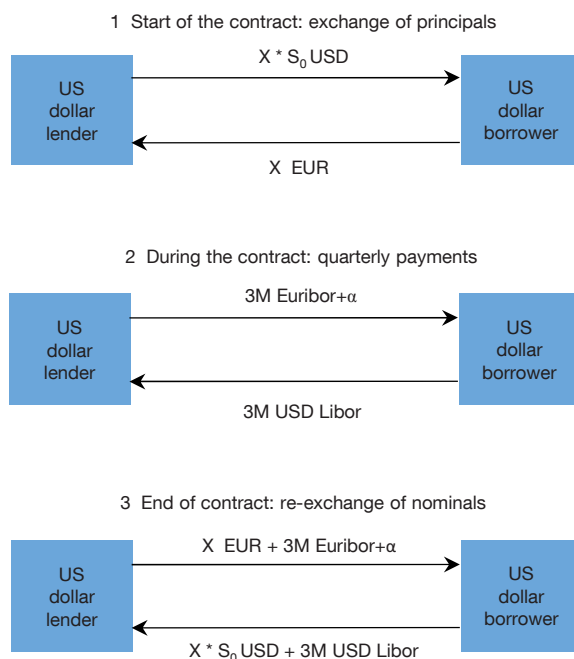 1 Start of the contract: exchange of principals
X * S₀ USD
US
dollar
lender
US
dollar
borrower
X EUR
2 During the contract: quarterly payments
3M Euribor+α
US
dollar
lender
US
dollar
borrower
3M USD Libor
3 End of contract: re-exchange of nominals
X EUR + 3M Euribor+α
US
dollar
lender
US
dollar
borrower
X * S₀ USD + 3M USD Libor